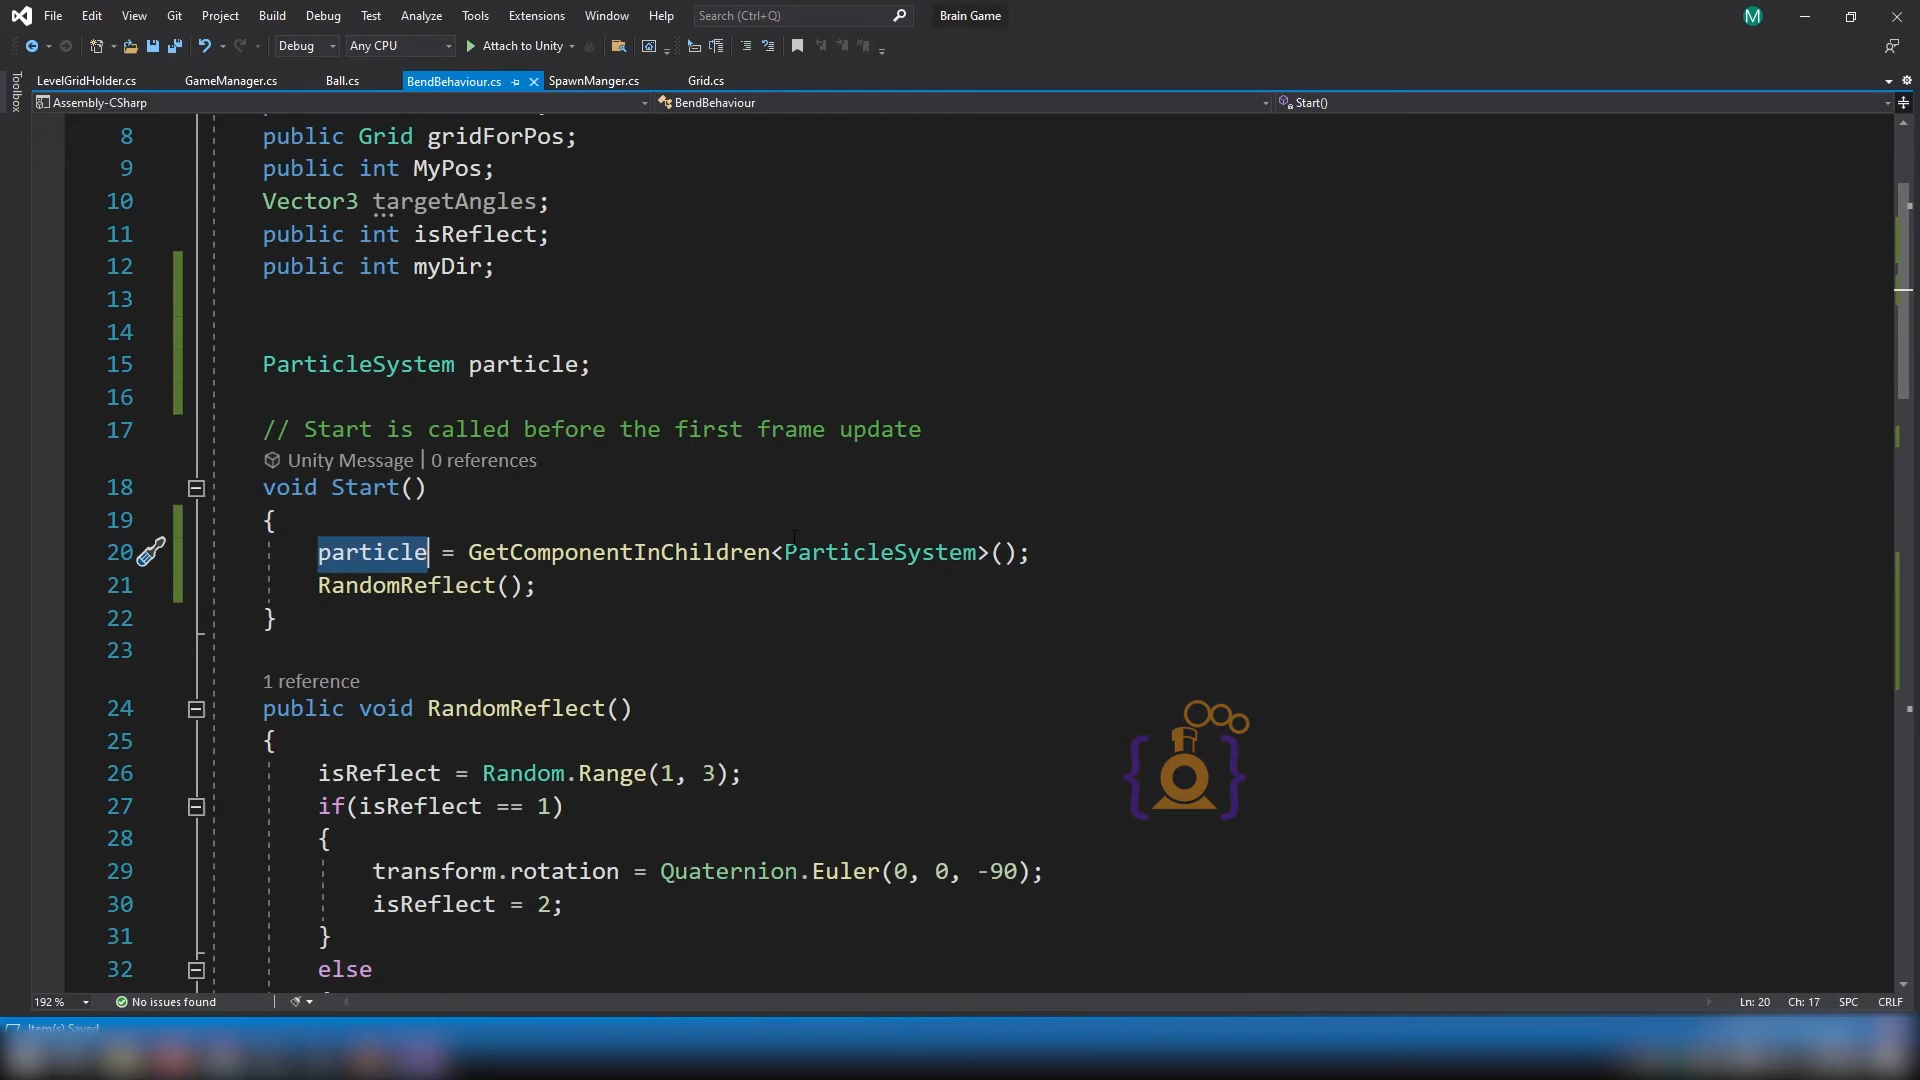 File Edit View Git Project Build Debug Test Analyze Tools Extensions Window Help Search (Ctrl+Q) Brain Game M
Debug Any CPU Attach to Unity
LevelGridHolder.cs GameManager.cs Ball.cs BendBehaviour.cs SpawnManger.cs Grid.cs
Toolbox
Assembly-CSharp BendBehaviour Start()
8 public Grid gridForPos;
9 public int MyPos;
10 Vector3 targetAngles;
11 public int isReflect;
12 public int myDir;
13
14
15 ParticleSystem particle;
16
17 // Start is called before the first frame update
Unity Message | 0 references
18 void Start()
19 {
20 particle = GetComponentInChildren<ParticleSystem>();
21 RandomReflect();
22 }
23
1 reference
24 public void RandomReflect()
25 {
26 isReflect = Random.Range(1, 3);
27 if(isReflect == 1)
28 {
29 transform.rotation = Quaternion.Euler(0, 0, -90);
30 isReflect = 2;
31 }
32 else
192 % No issues found Ln: 20 Ch: 17 SPC CRLF
Item(s) Saved